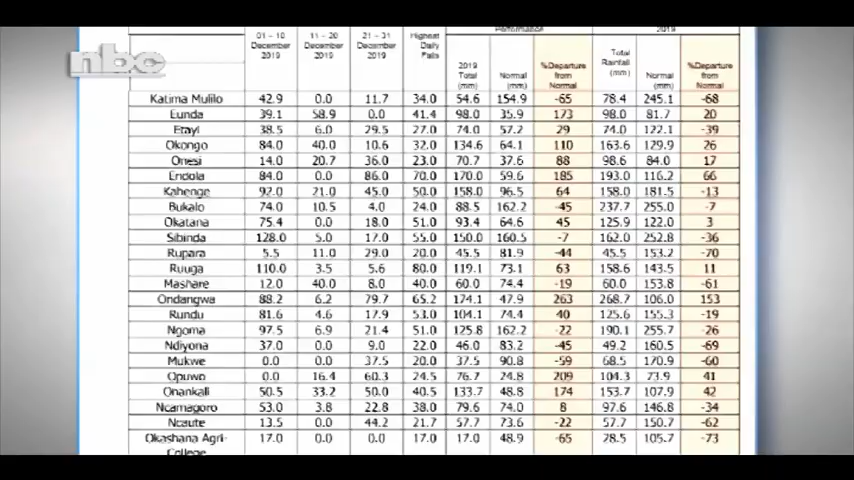 nbc
Performance 2019
01 – 10 December 2019 11 – 20 December 2019 21 – 31 December 2019 Highest Daily Falls 2019 Total (mm) Normal (mm) %Departure from Normal Total Rainfall (mm) Normal (mm) %Departure from Normal
Katima Mulilo 42.9 0.0 11.7 34.0 54.6 154.9 -65 78.4 245.1 -68
Eunda 39.1 58.9 0.0 41.4 98.0 35.9 173 98.0 81.7 20
Etayi 38.5 6.0 29.5 27.0 74.0 57.2 29 74.0 122.1 -39
Okongo 84.0 40.0 10.6 32.0 134.6 64.1 110 163.6 129.9 26
Onesi 14.0 20.7 36.0 23.0 70.7 37.6 88 98.6 84.0 17
Endola 84.0 0.0 86.0 70.0 170.0 59.6 185 193.0 116.2 66
Kahenge 92.0 21.0 45.0 50.0 158.0 96.5 64 158.0 181.5 -13
Bukalo 74.0 10.5 4.0 24.0 88.5 162.2 -45 237.7 255.0 -7
Okatana 75.4 0.0 18.0 51.0 93.4 64.6 45 125.9 122.0 3
Sibinda 128.0 5.0 17.0 55.0 150.0 160.5 -7 162.0 252.8 -36
Rupara 5.5 11.0 29.0 20.0 45.5 81.9 -44 45.5 153.2 -70
Ruuga 110.0 3.5 5.6 80.0 119.1 73.1 63 158.6 143.5 11
Mashare 12.0 40.0 8.0 40.0 60.0 74.4 -19 60.0 153.8 -61
Ondangwa 88.2 6.2 79.7 65.2 174.1 47.9 263 268.7 106.0 153
Rundu 81.6 4.6 17.9 53.0 104.1 74.4 40 125.6 155.3 -19
Ngoma 97.5 6.9 21.4 51.0 125.8 162.2 -22 190.1 255.7 -26
Ndiyona 37.0 0.0 9.0 22.0 46.0 83.2 -45 49.2 160.5 -69
Mukwe 0.0 0.0 37.5 20.0 37.5 90.8 -59 68.5 170.9 -60
Opuwo 0.0 16.4 60.3 24.5 76.7 24.8 209 104.3 73.9 41
Onankali 50.5 33.2 50.0 40.5 133.7 48.8 174 153.7 107.9 42
Ncamagoro 53.0 3.8 22.8 38.0 79.6 74.0 8 97.6 146.8 -34
Ncaute 13.5 0.0 44.2 21.7 57.7 73.6 -22 57.7 150.7 -62
Okashana Agri- 17.0 0.0 0.0 17.0 17.0 48.9 -65 28.5 105.7 -73
College